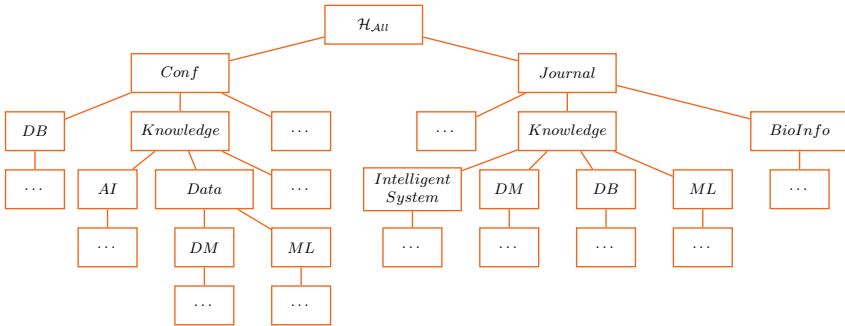 H_All
Conf
Journal
DB
Knowledge
...
...
Knowledge
BioInfo
...
AI
Data
...
Intelligent
System
DM
DB
ML
...
...
DM
ML
...
...
...
...
...
...